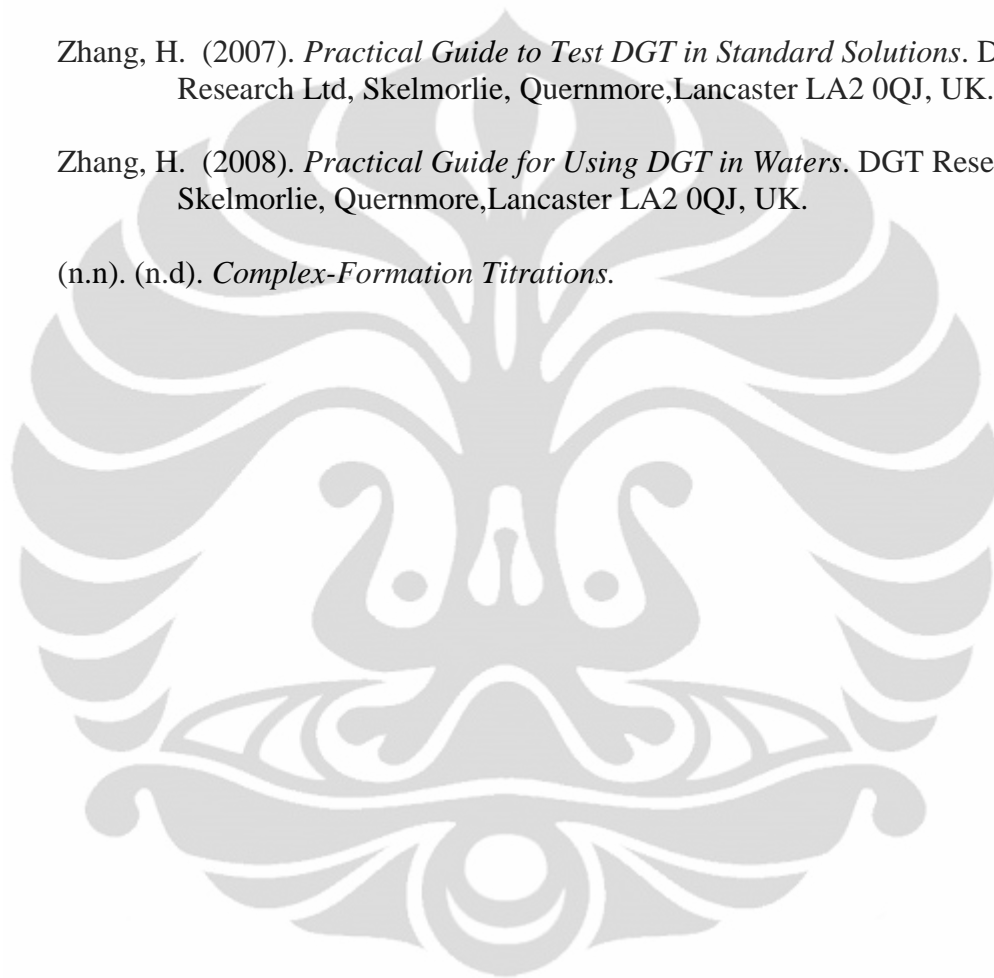 Zhang, H. (2007). Practical Guide to Test DGT in Standard Solutions. D
Research Ltd, Skelmorlie, Quernmore,Lancaster LA2 0QJ, UK.
Zhang, H. (2008). Practical Guide for Using DGT in Waters. DGT Rese
Skelmorlie, Quernmore,Lancaster LA2 0QJ, UK.
(n.n). (n.d). Complex-Formation Titrations.